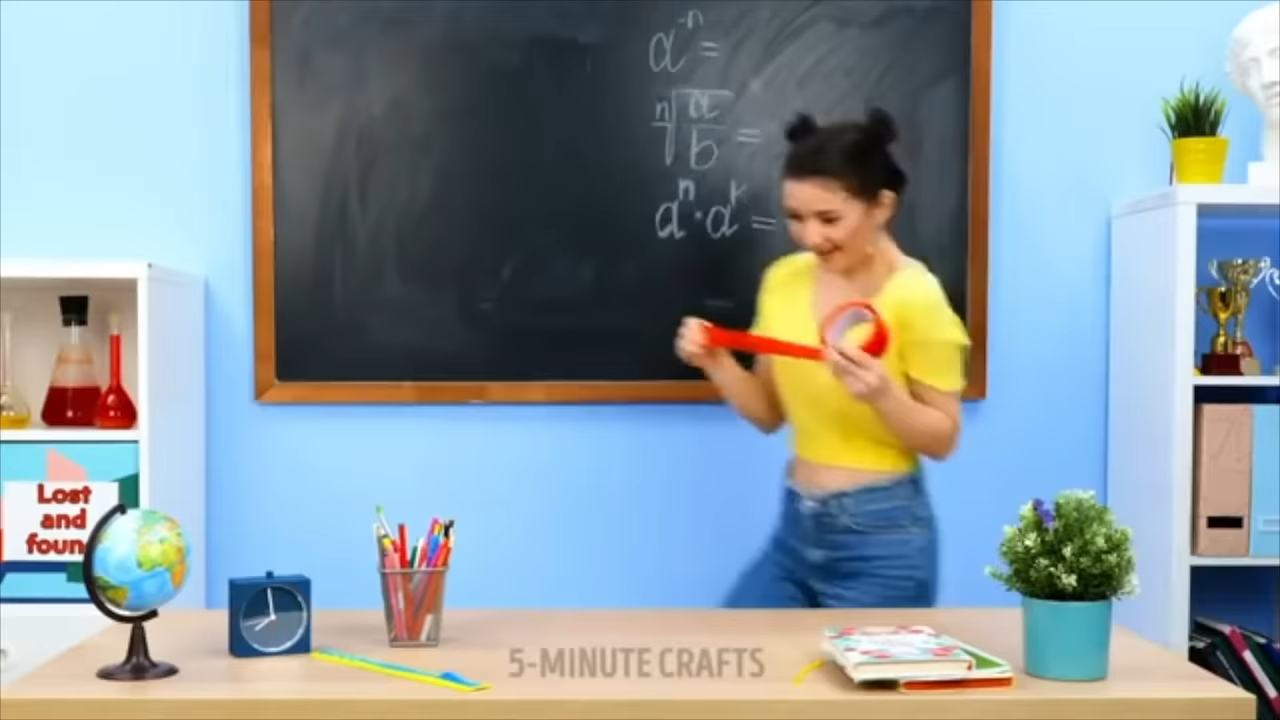 a⁻ⁿ =
ⁿ√a/b =
aⁿ · aᵏ =
Lost
and
foun
5-MINUTE CRAFTS